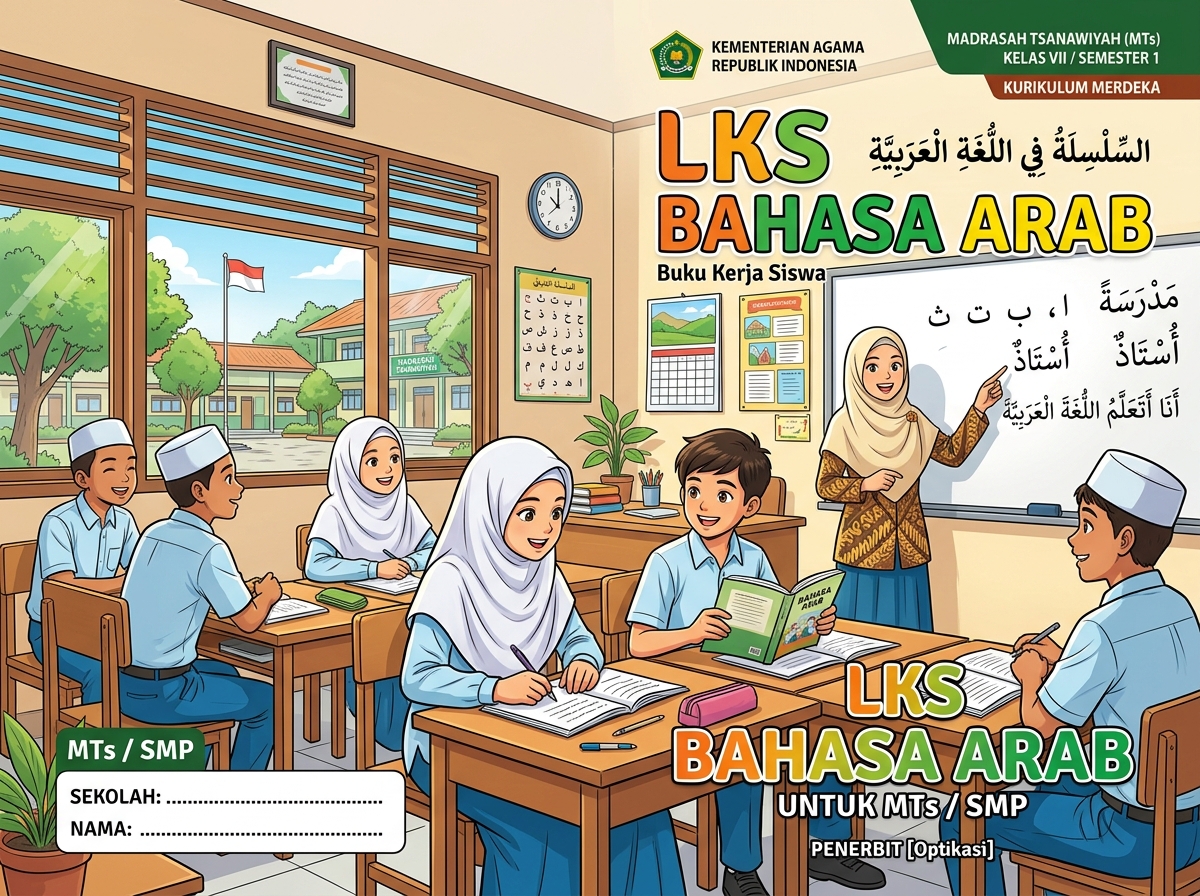 KEMENTERIAN AGAMA
REPUBLIK INDONESIA
MADRASAH TSANAWIYAH (MTs)
KELAS VII / SEMESTER 1
KURIKULUM MERDEKA
LKS
السِّلْسِلَةُ فِي اللُّغَةِ الْعَرَبِيَّةِ
BAHASA ARAB
Buku Kerja Siswa
مَدْرَسَةً ا، ب ت ث
أُسْتَاذٌ أُسْتَاذٌ
أَنَا أَتَعَلَّمُ اللُّغَةَ الْعَرَبِيَّةَ
BAHASA
ARAB
LKS
BAHASA ARAB
UNTUK MTs / SMP
PENERBIT [Optikasi]
MTs / SMP
SEKOLAH: ........................................
NAMA: .............................................